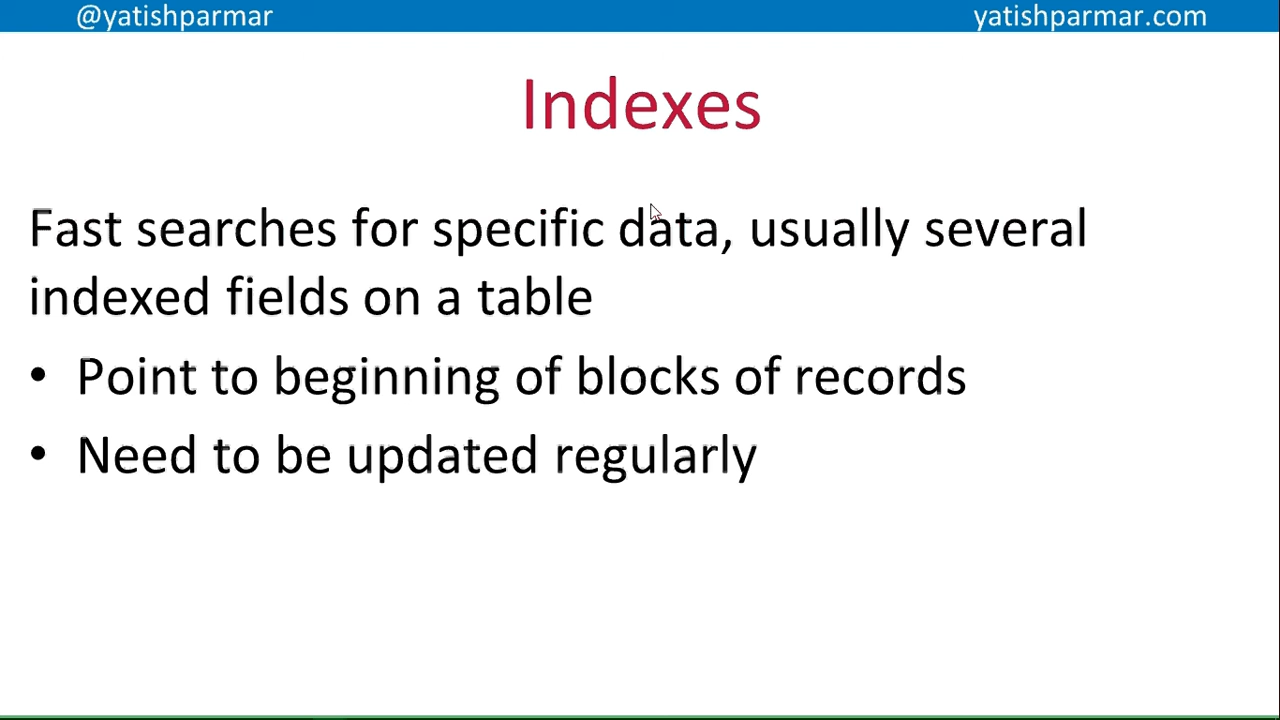 @yatishparmar
yatishparmar.com
Indexes
Fast searches for specific data, usually several
indexed fields on a table
• Point to beginning of blocks of records
• Need to be updated regularly